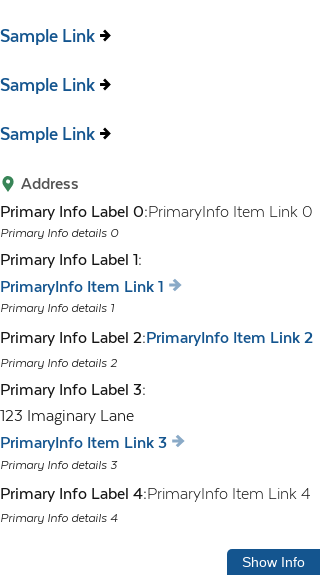 Sample Link
Sample Link
Sample Link
Address
Primary Info Label 0:PrimaryInfo Item Link 0
Primary Info details 0
Primary Info Label 1:
PrimaryInfo Item Link 1
Primary Info details 1
Primary Info Label 2:PrimaryInfo Item Link 2
Primary Info details 2
Primary Info Label 3:
123 Imaginary Lane
PrimaryInfo Item Link 3
Primary Info details 3
Primary Info Label 4:PrimaryInfo Item Link 4
Primary Info details 4
Show Info